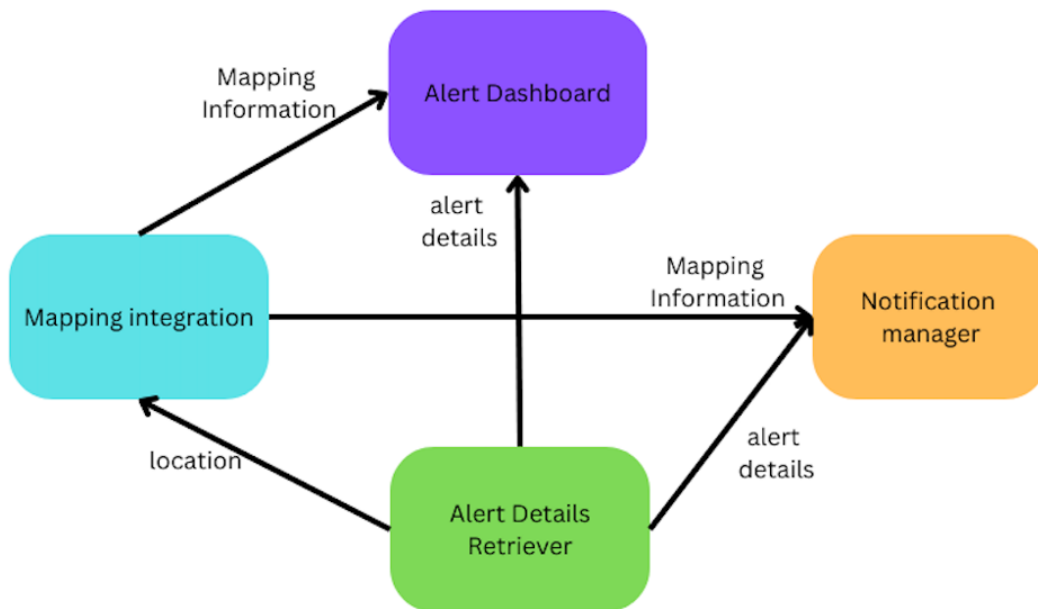 Alert Dashboard
Mapping
Information
alert
details
Mapping integration
Mapping
Information
Notification
manager
location
alert
details
Alert Details
Retriever